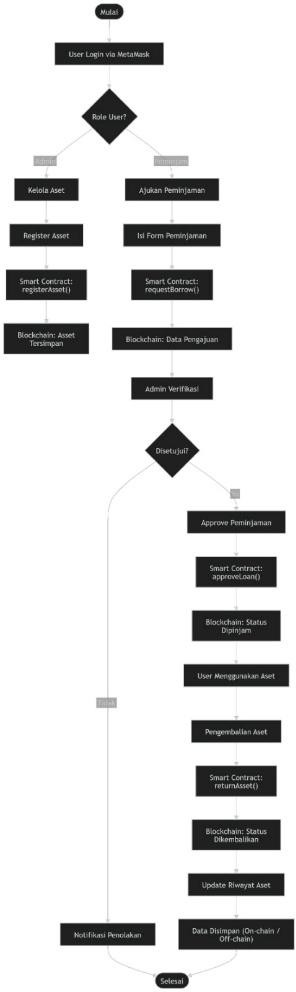 Mulai
User Login via MetaMask
Role User?
Admin
Peminjam
Kelola Aset
Ajukan Peminjaman
Register Asset
Isi Form Peminjaman
Smart Contract:
registerAsset()
Smart Contract:
requestBorrow()
Blockchain: Asset
Tersimpan
Blockchain: Data Pengajuan
Admin Verifikasi
Disetujui?
Ya
Approve Peminjaman
Smart Contract:
approveLoan()
Blockchain: Status
Dipinjam
User Menggunakan Aset
Tidak
Pengembalian Aset
Smart Contract:
returnAsset()
Blockchain: Status
Dikembalikan
Update Riwayat Aset
Notifikasi Penolakan
Data Disimpan (On-chain /
Off-chain)
Selesai